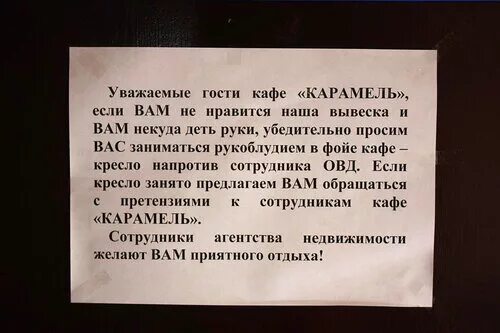 Уважаемые гости кафе «КАРАМЕЛЬ»,
если ВАМ не нравится наша вывеска и
ВАМ некуда деть руки, убедительно просим
ВАС заниматься рукоблудием в фойе кафе –
кресло напротив сотрудника ОВД. Если
кресло занято предлагаем ВАМ обращаться
с претензиями к сотрудникам кафе
«КАРАМЕЛЬ».
Сотрудники агентства недвижимости
желают ВАМ приятного отдыха!